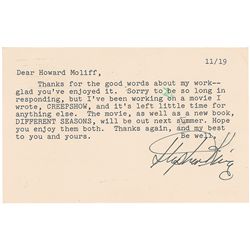 11/19
Dear Howard Moliff,
Thanks for the good words about my work--
glad you've enjoyed it. Sorry to be so long in
responding, but I've been working on a movie I
wrote, CREEPSHOW, and it's left little time for
anything else. The movie, as well as a new book,
DIFFERENT SEASONS, will be out next summer. Hope
you enjoy them both. Thanks again, and my best
to you and yours. Be well,
Stephen King